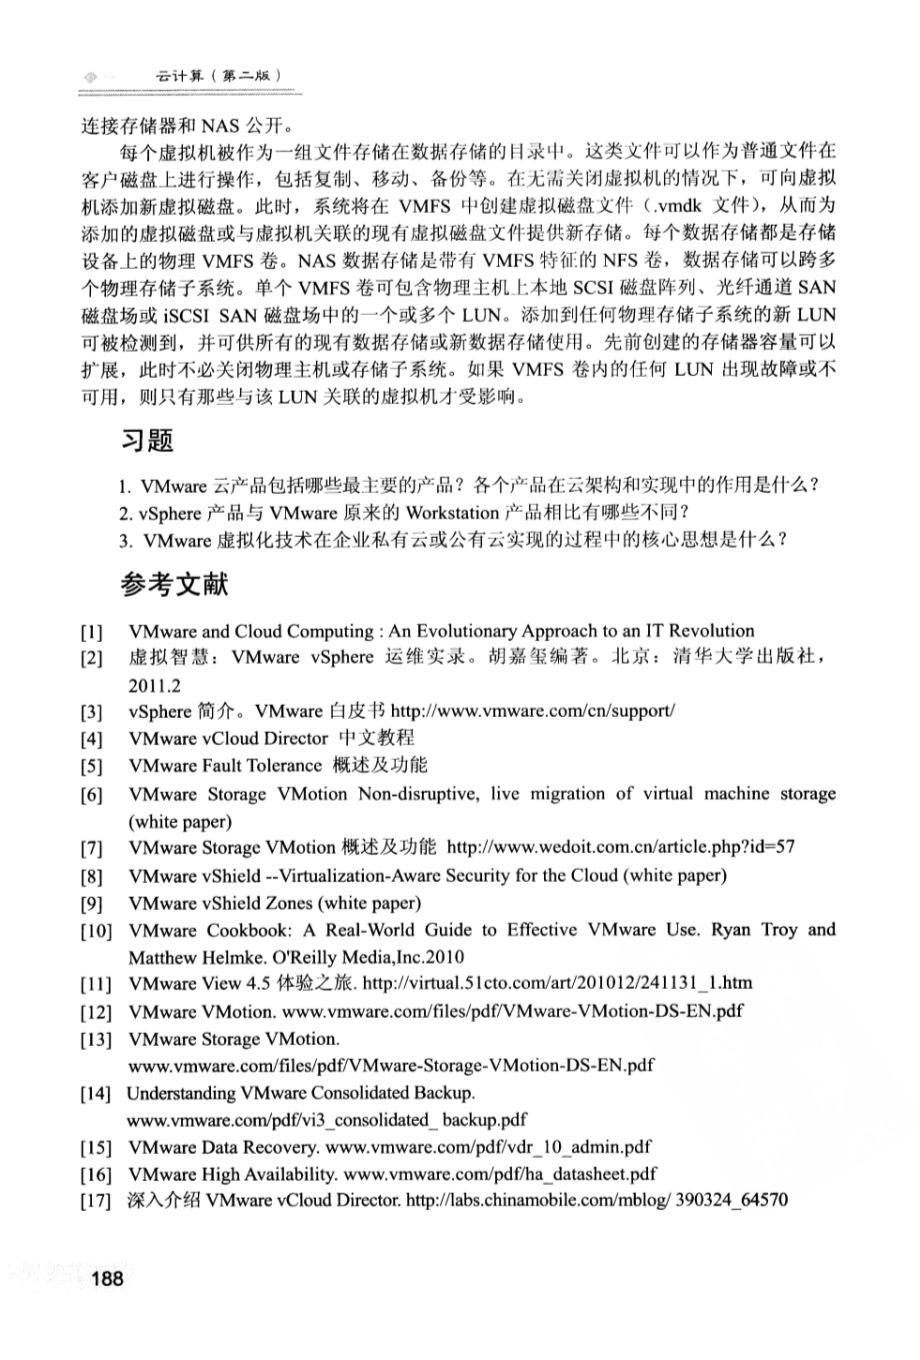 云计算（第二版）
连接存储器和 NAS 公开。
每个虚拟机被作为一组文件存储在数据存储的目录中。这类文件可以作为普通文件在
客户磁盘上进行操作，包括复制、移动、备份等。在无需关闭虚拟机的情况下，可向虚拟
机添加新虚拟磁盘。此时，系统将在 VMFS 中创建虚拟磁盘文件（.vmdk 文件），从而为
添加的虚拟磁盘或与虚拟机关联的现有虚拟磁盘文件提供新存储。每个数据存储都是存储
设备上的物理 VMFS 卷。NAS 数据存储是带有 VMFS 特征的 NFS 卷，数据存储可以跨多
个物理存储子系统。单个 VMFS 卷可包含物理主机上本地 SCSI 磁盘阵列、光纤通道 SAN
磁盘场或 iSCSI SAN 磁盘场中的一个或多个 LUN。添加到任何物理存储子系统的新 LUN
可被检测到，并可供所有的现有数据存储或新数据存储使用。先前创建的存储器容量可以
扩展，此时不必关闭物理主机或存储子系统。如果 VMFS 卷内的任何 LUN 出现故障或不
可用，则只有那些与该 LUN 关联的虚拟机才受影响。
习题
1. VMware 云产品包括哪些最主要的产品？各个产品在云架构和实现中的作用是什么？
2. vSphere 产品与 VMware 原来的 Workstation 产品相比有哪些不同？
3. VMware 虚拟化技术在企业私有云或公有云实现的过程中的核心思想是什么？
参考文献
[1] VMware and Cloud Computing : An Evolutionary Approach to an IT Revolution
[2] 虚拟智慧：VMware vSphere 运维实录。胡嘉玺编著。北京：清华大学出版社，
2011.2
[3] vSphere 简介。VMware 白皮书 http://www.vmware.com/cn/support/
[4] VMware vCloud Director 中文教程
[5] VMware Fault Tolerance 概述及功能
[6] VMware Storage VMotion Non-disruptive, live migration of virtual machine storage
(white paper)
[7] VMware Storage VMotion 概述及功能 http://www.wedoit.com.cn/article.php?id=57
[8] VMware vShield --Virtualization-Aware Security for the Cloud (white paper)
[9] VMware vShield Zones (white paper)
[10] VMware Cookbook: A Real-World Guide to Effective VMware Use. Ryan Troy and
Matthew Helmke. O'Reilly Media,Inc.2010
[11] VMware View 4.5 体验之旅. http://virtual.51cto.com/art/201012/241131_1.htm
[12] VMware VMotion. www.vmware.com/files/pdf/VMware-VMotion-DS-EN.pdf
[13] VMware Storage VMotion.
www.vmware.com/files/pdf/VMware-Storage-VMotion-DS-EN.pdf
[14] Understanding VMware Consolidated Backup.
www.vmware.com/pdf/vi3_consolidated_ backup.pdf
[15] VMware Data Recovery. www.vmware.com/pdf/vdr_10_admin.pdf
[16] VMware High Availability. www.vmware.com/pdf/ha_datasheet.pdf
[17] 深入介绍 VMware vCloud Director. http://labs.chinamobile.com/mblog/ 390324_64570
188